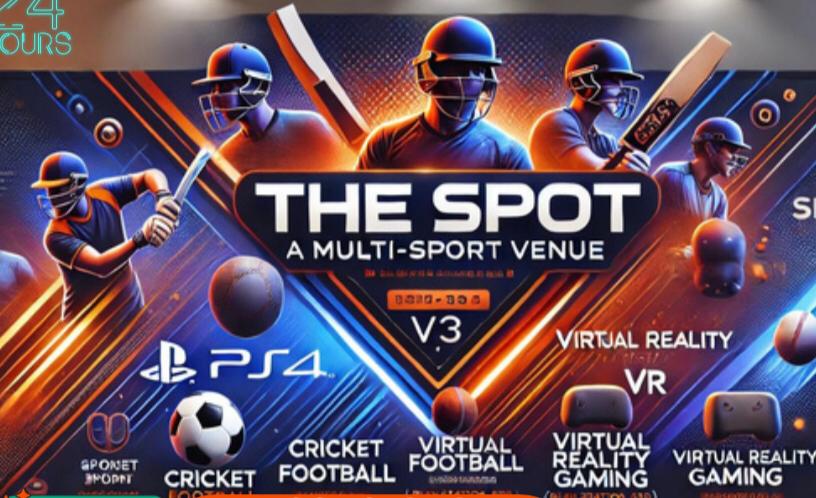 24
OURS
THE SPOT
A MULTI-SPORT VENUE
V3
VIRTUAL REALITY
VR
PS4
CRICKET
CRICKET
FOOTBALL
VIRTUAL
FOOTBALL
VIRTUAL
REALITY
GAMING
VIRTUAL REALITY
GAMING